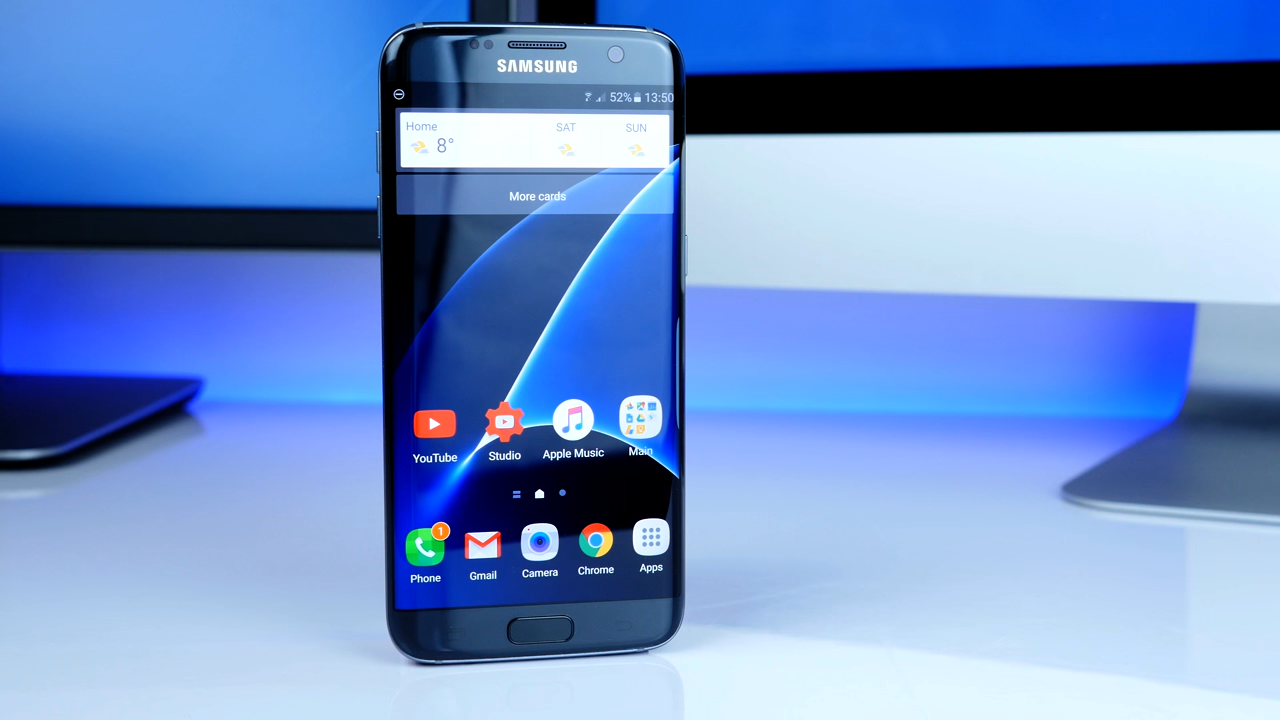 SAMSUNG
52% 13:50
Home SAT SUN
8°
More cards
YouTube Studio Apple Music Main
1
Phone Gmail Camera Chrome Apps